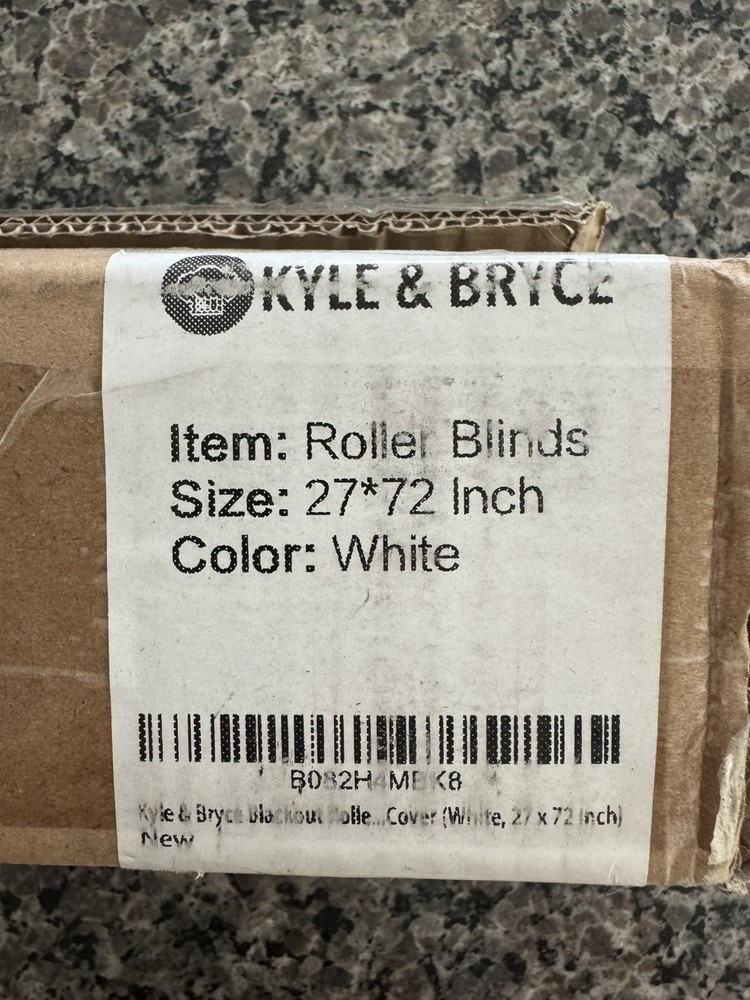 KYLE & BRYCE
Item: Roller Blinds
Size: 27*72 Inch
Color: White
Kyle & Bryce Blackout Rolle...Cover (White, 27 x 72 Inch)
New